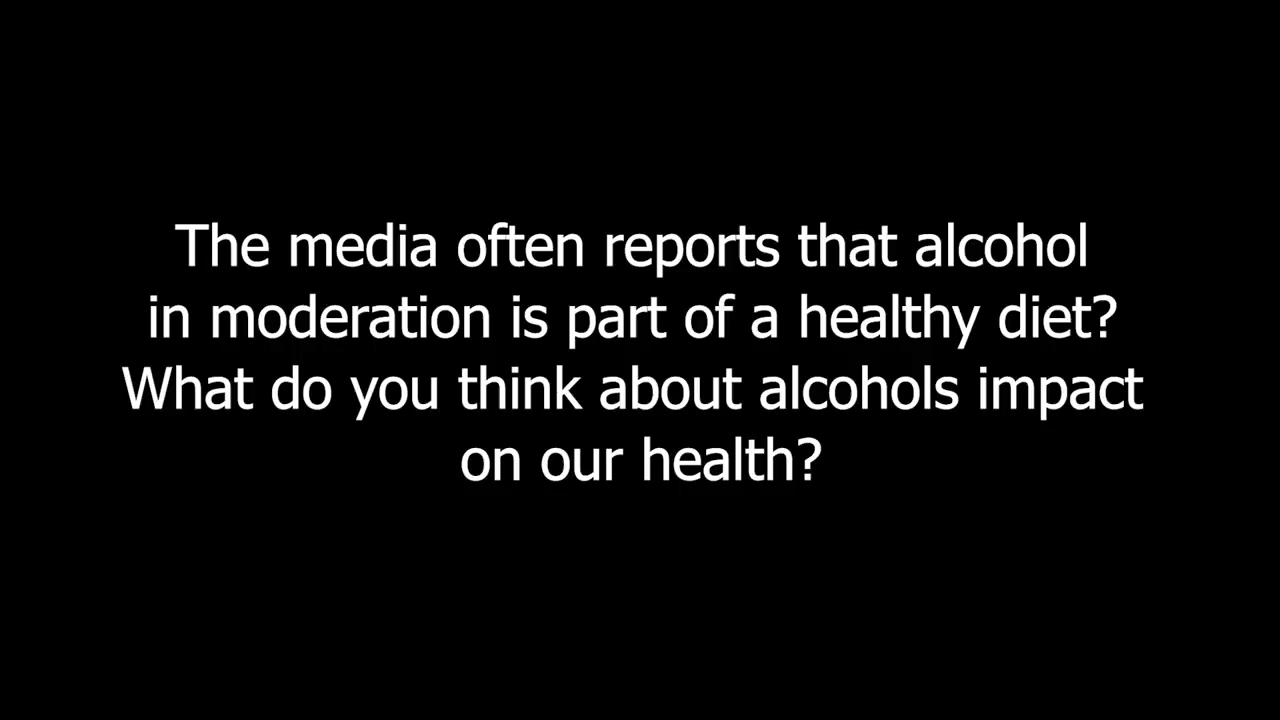 The media often reports that alcohol
in moderation is part of a healthy diet?
What do you think about alcohols impact
on our health?